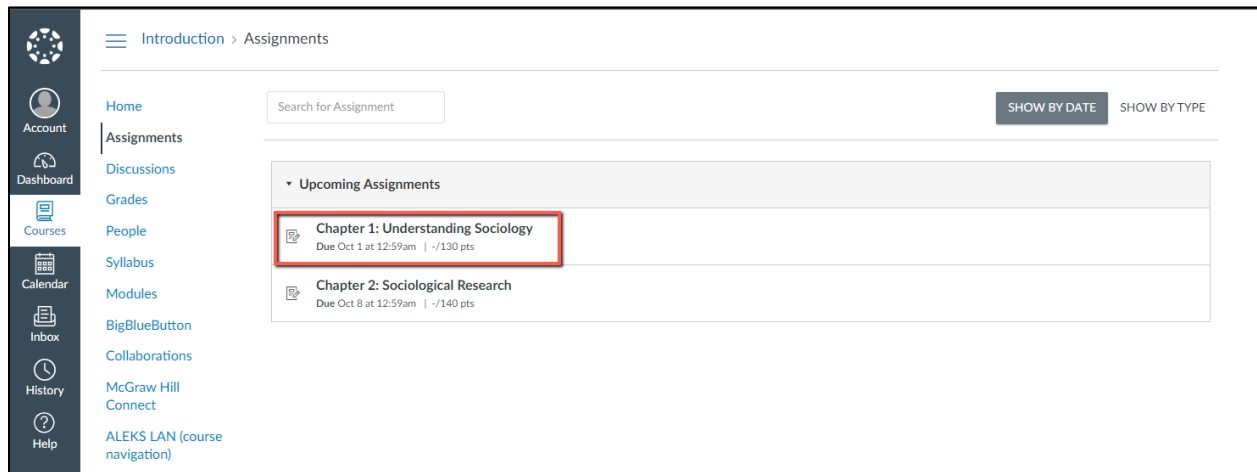 Introduction > Assignments
Account
Dashboard
Courses
Calendar
Inbox
History
Help
Home
Assignments
Discussions
Grades
People
Syllabus
Modules
BigBlueButton
Collaborations
McGraw Hill
Connect
ALEKS LAN (course
navigation)
Search for Assignment
SHOW BY DATE SHOW BY TYPE
Upcoming Assignments
Chapter 1: Understanding Sociology
Due Oct 1 at 12:59am | -/130 pts
Chapter 2: Sociological Research
Due Oct 8 at 12:59am | -/140 pts